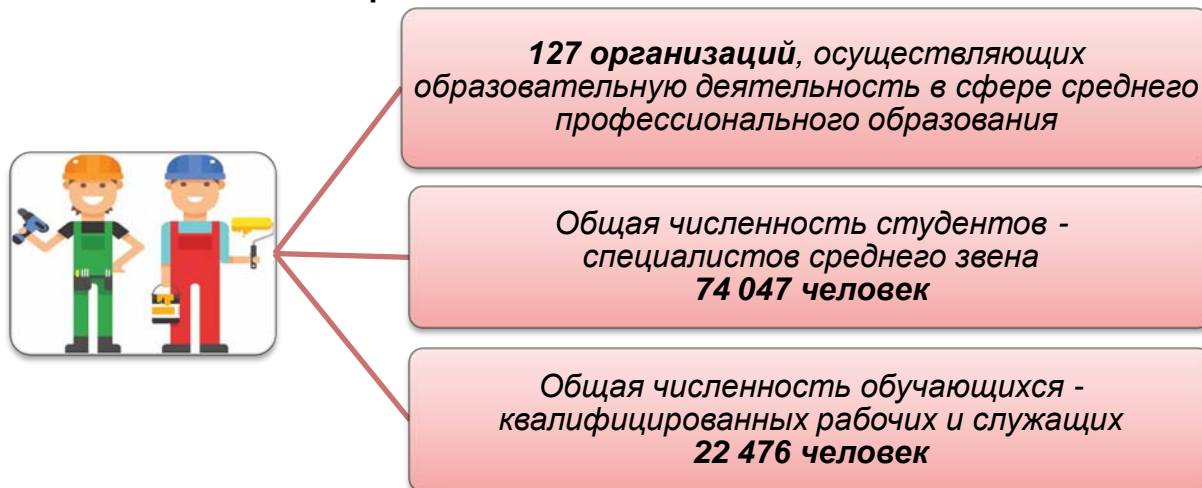 127 организаций, осуществляющих
образовательную деятельность в сфере среднего
профессионального образования
Общая численность студентов -
специалистов среднего звена
74 047 человек
Общая численность обучающихся -
квалифицированных рабочих и служащих
22 476 человек